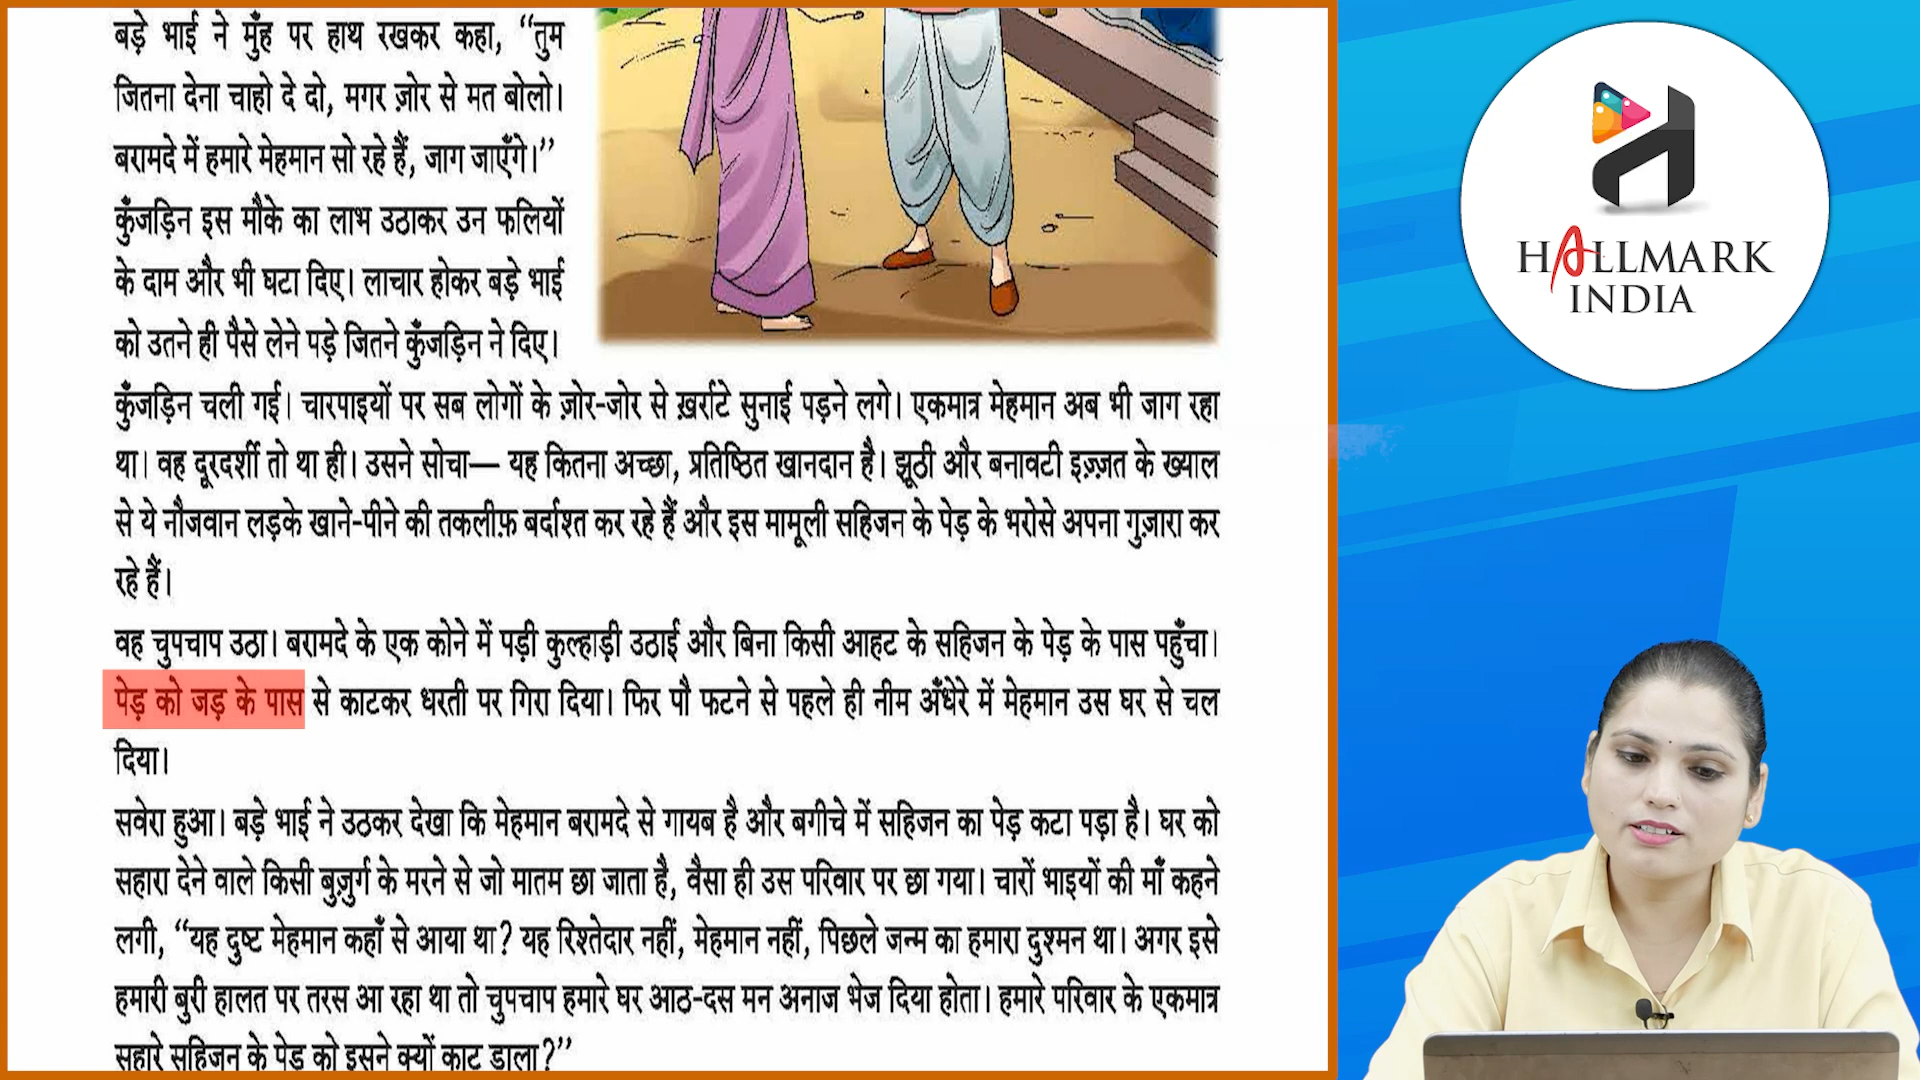 बड़े भाई ने मुँह पर हाथ रखकर कहा, “तुम
जितना देना चाहो दे दो, मगर ज़ोर से मत बोलो।
बरामदे में हमारे मेहमान सो रहे हैं, जाग जाएँगे।”
कुँजड़िन इस मौके का लाभ उठाकर उन फलियों
के दाम और भी घटा दिए। लाचार होकर बड़े भाई
को उतने ही पैसे लेने पड़े जितने कुँजड़िन ने दिए।
कुँजड़िन चली गई। चारपाइयों पर सब लोगों के ज़ोर-जोर से ख़र्राटे सुनाई पड़ने लगे। एकमात्र मेहमान अब भी जाग रहा
था। वह दूरदर्शी तो था ही। उसने सोचा— यह कितना अच्छा, प्रतिष्ठित खानदान है। झूठी और बनावटी इज़्ज़त के ख्याल
से ये नौजवान लड़के खाने-पीने की तकलीफ़ बर्दाश्त कर रहे हैं और इस मामूली सहिजन के पेड़ के भरोसे अपना गुज़ारा कर
रहे हैं।
वह चुपचाप उठा। बरामदे के एक कोने में पड़ी कुल्हाड़ी उठाई और बिना किसी आहट के सहिजन के पेड़ के पास पहुँचा।
पेड़ को जड़ के पास से काटकर धरती पर गिरा दिया। फिर पौ फटने से पहले ही नीम अँधेरे में मेहमान उस घर से चल
दिया।
सवेरा हुआ। बड़े भाई ने उठकर देखा कि मेहमान बरामदे से गायब है और बगीचे में सहिजन का पेड़ कटा पड़ा है। घर को
सहारा देने वाले किसी बुज़ुर्ग के मरने से जो मातम छा जाता है, वैसा ही उस परिवार पर छा गया। चारों भाइयों की माँ कहने
लगी, “यह दुष्ट मेहमान कहाँ से आया था? यह रिश्तेदार नहीं, मेहमान नहीं, पिछले जन्म का हमारा दुश्मन था। अगर इसे
हमारी बुरी हालत पर तरस आ रहा था तो चुपचाप हमारे घर आठ-दस मन अनाज भेज दिया होता। हमारे परिवार के एकमात्र
सहारे सहिजन के पेड़ को इसने क्यों काट डाला?”
HALLMARK
INDIA